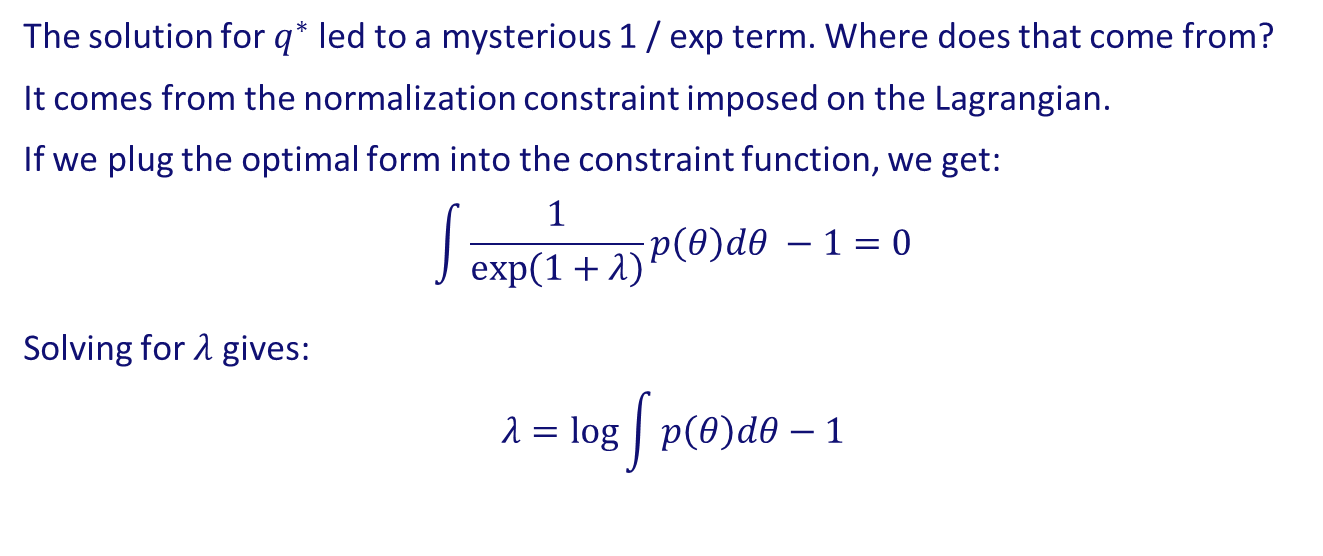 The solution for q* led to a mysterious 1 / exp term. Where does that come from?
It comes from the normalization constraint imposed on the Lagrangian.
If we plug the optimal form into the constraint function, we get:
∫ 1 / exp(1 + λ) p(θ)dθ − 1 = 0
Solving for λ gives:
λ = log ∫ p(θ)dθ − 1